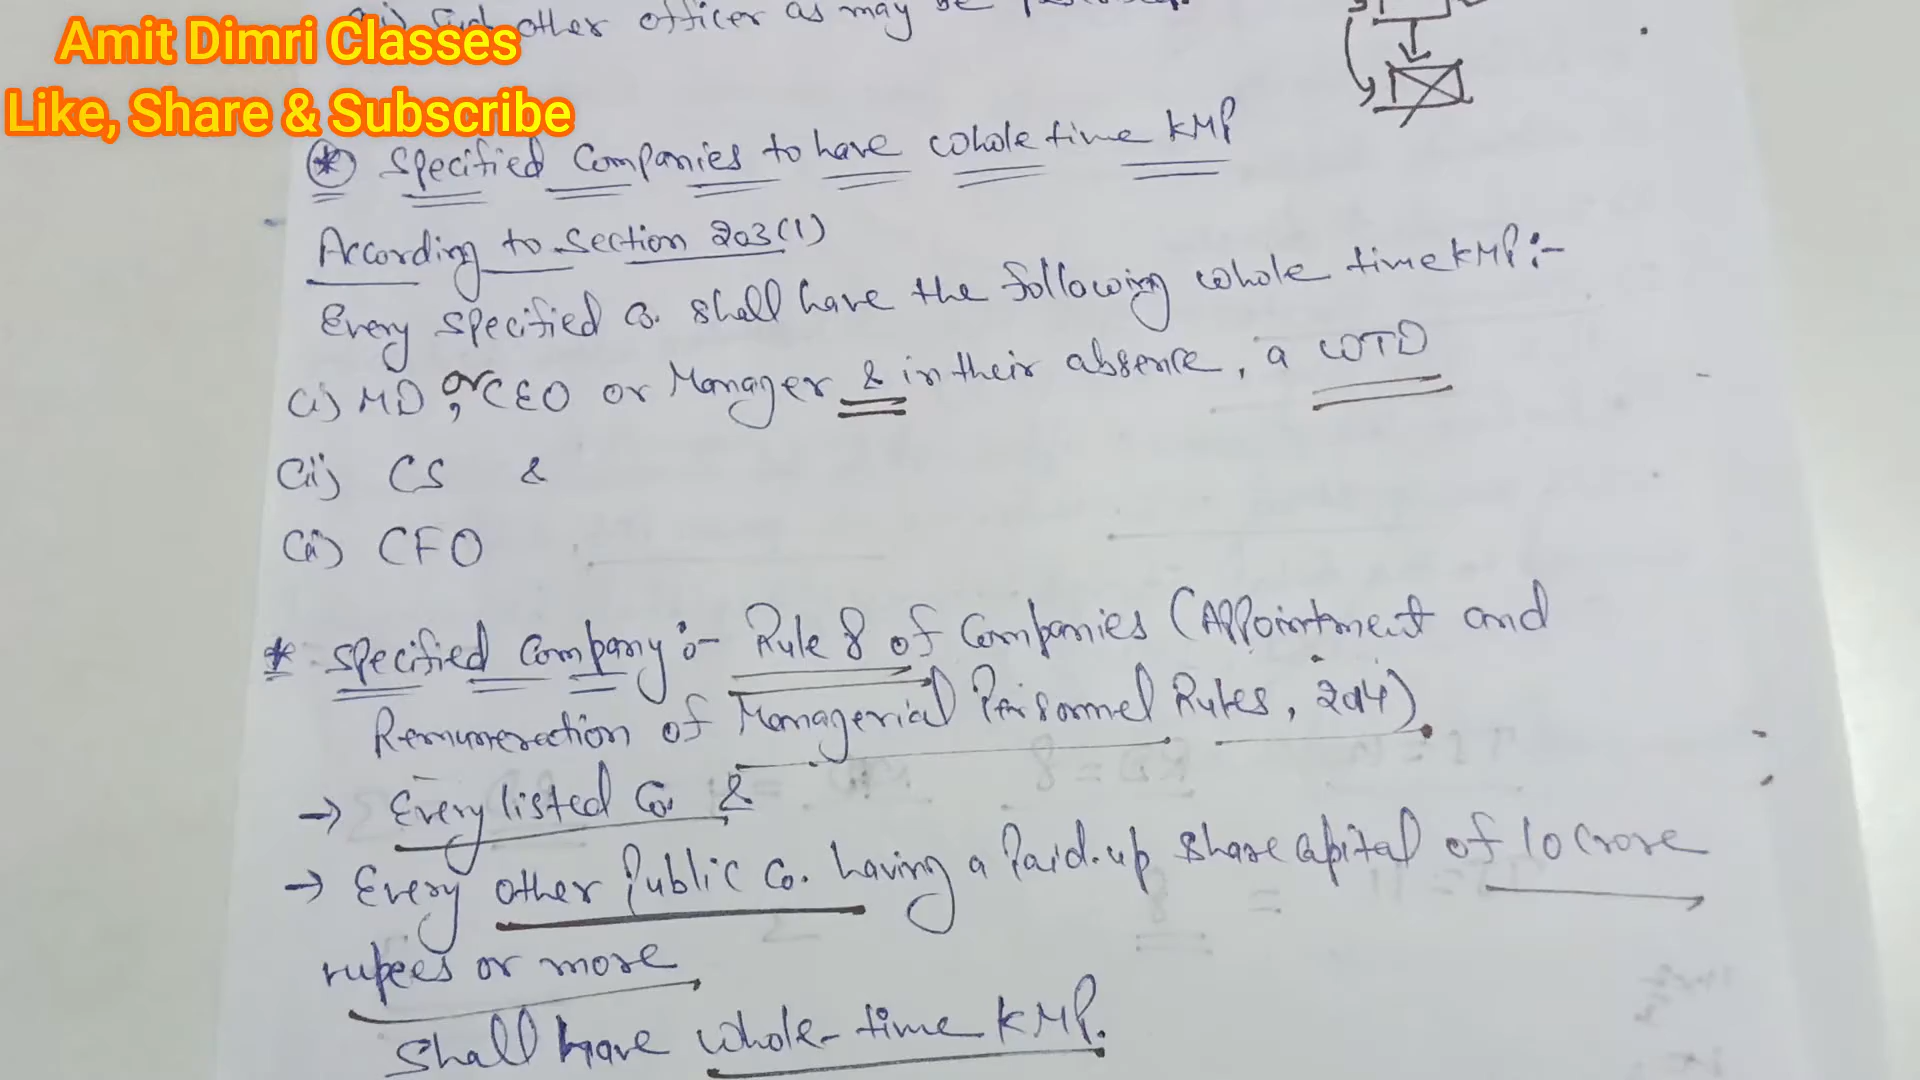 other officer as may be
Amit Dimri Classes
Like, Share & Subscribe
* Specified Companies to have whole time KMP
According to Section 203(1)
Every specified Co. shall have the following whole time KMP:-
(i) MD, or CEO or Manager & in their absence, a WTD
(ii) CS &
(iii) CFO
* Specified Company:- Rule 8 of Companies (Appointment and
Remuneration of Managerial Personnel Rules, 2014).
→ Every listed Co. &
→ Every other Public Co. having a Paid-up Share Capital of 10 Crore
rupees or more
Shall have whole-time KMP.